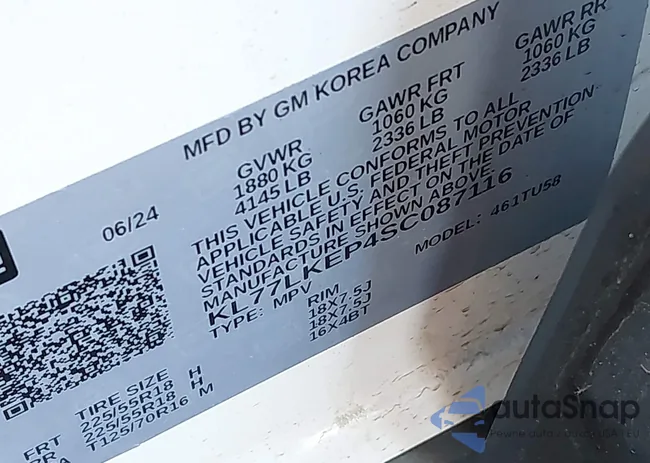 MFD BY GM KOREA COMPANY
06/24
GVWR GAWR FRT GAWR RR
1880 KG 1060 KG 1060 KG
4145 LB 2336 LB 2336 LB
THIS VEHICLE CONFORMS TO ALL
APPLICABLE U.S. FEDERAL MOTOR
VEHICLE SAFETY AND THEFT PREVENTION
STANDARDS IN EFFECT ON THE DATE OF
MANUFACTURE SHOWN ABOVE.
KL77LKEP4SC087116
TYPE: MPV MODEL: 461TU58
TIRE SIZE RIM
FRT 225/55R18 H 18X7.5J
RR 225/55R18 H 18X7.5J
T125/70R16 M 16X4BT
autaSnap